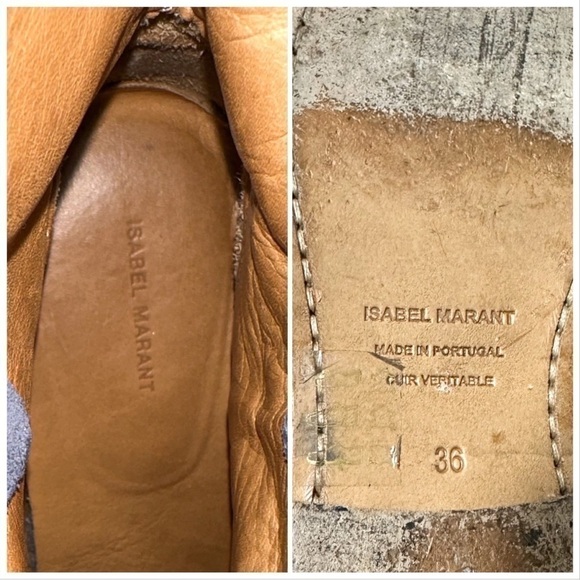 ISABEL MARANT
ISABEL MARANT
MADE IN PORTUGAL
CUIR VERITABLE
36